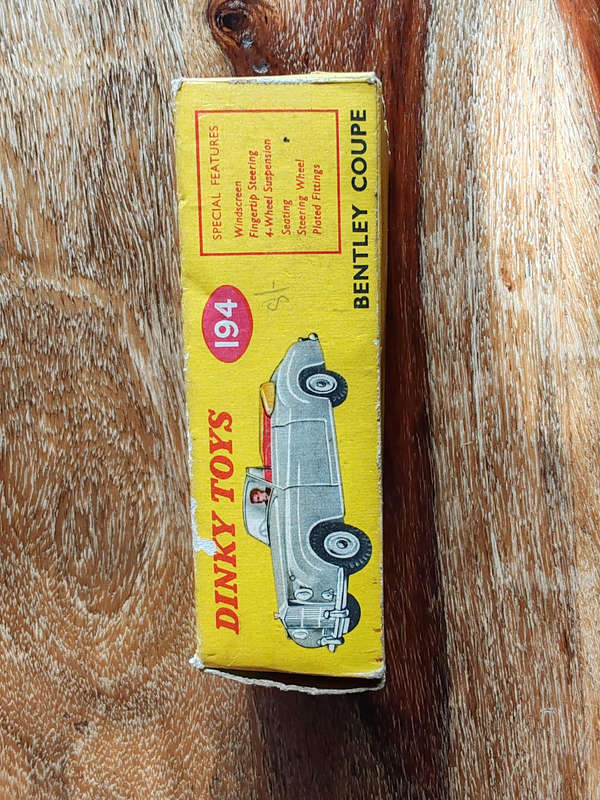 DINKY TOYS
194
SPECIAL FEATURES
Windscreen
Fingertip Steering
4-Wheel Suspension
Seating
Steering Wheel
Plated Fittings
BENTLEY COUPE